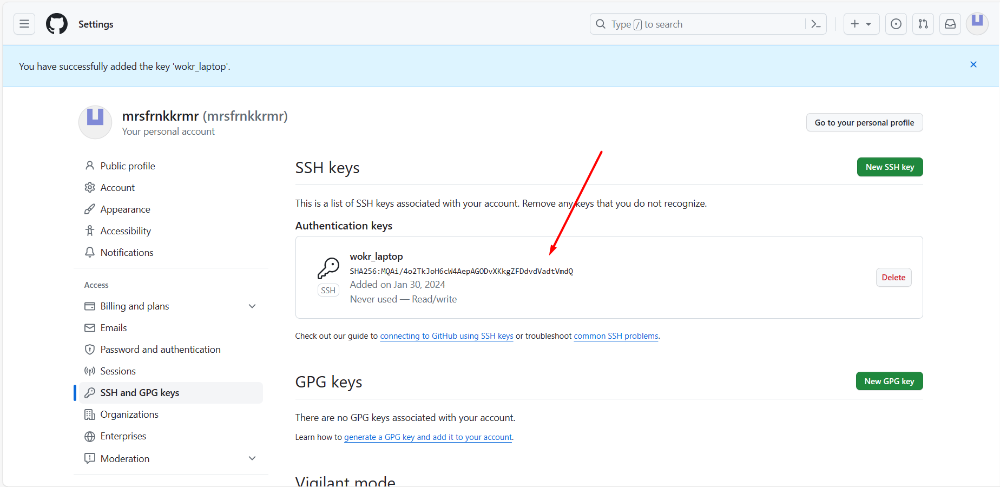 Settings
Type / to search
You have successfully added the key 'wokr_laptop'.
mrsfrnkkrmr (mrsfrnkkrmr)
Your personal account
Go to your personal profile
Public profile
Account
Appearance
Accessibility
Notifications
Access
Billing and plans
Emails
Password and authentication
Sessions
SSH and GPG keys
Organizations
Enterprises
Moderation
SSH keys
New SSH key
This is a list of SSH keys associated with your account. Remove any keys that you do not recognize.
Authentication keys
wokr_laptop
SHA256:MQAi/4o2TkJoH6cW4AepAGODvXKkgZFDdvdVadtVmdQ
Added on Jan 30, 2024
Never used — Read/write
SSH
Delete
Check out our guide to connecting to GitHub using SSH keys or troubleshoot common SSH problems.
GPG keys
New GPG key
There are no GPG keys associated with your account.
Learn how to generate a GPG key and add it to your account.
Vigilant mode